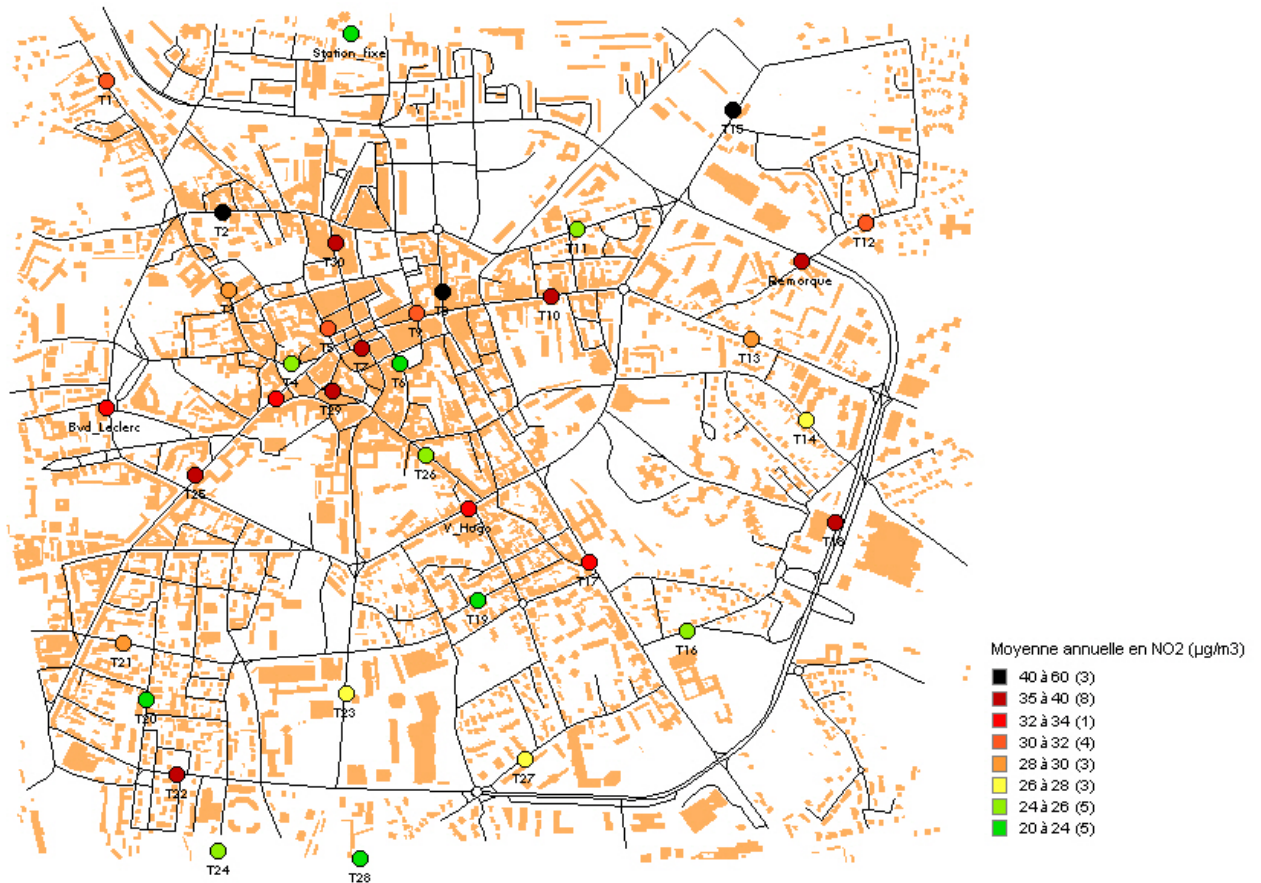 Station_fixe
T1
T15
T2
T11
T12
T30
Remorque
T3
T8
T10
T9
T5
T13
T7
T4
T6
T29
Bvd_Leclerc
T14
T26
T25
V_Hugo
T18
T17
T19
T16
T21
T20
T23
T27
T22
T24
T28
Moyenne annuelle en NO2 (µg/m3)
40 à 60 (3)
35 à 40 (8)
32 à 34 (1)
30 à 32 (4)
28 à 30 (3)
26 à 28 (3)
24 à 26 (5)
20 à 24 (5)